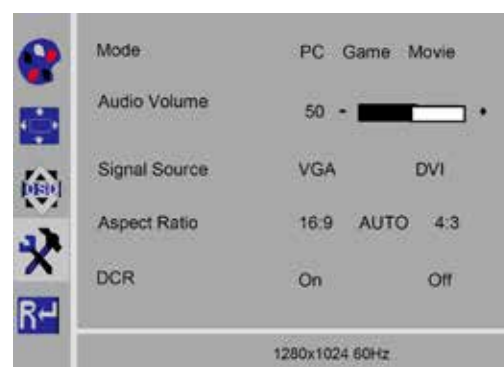 Mode PC Game Movie
Audio Volume 50 - +
Signal Source VGA DVI
OSD
Aspect Ratio 16:9 AUTO 4:3
DCR On Off
R
1280x1024 60Hz